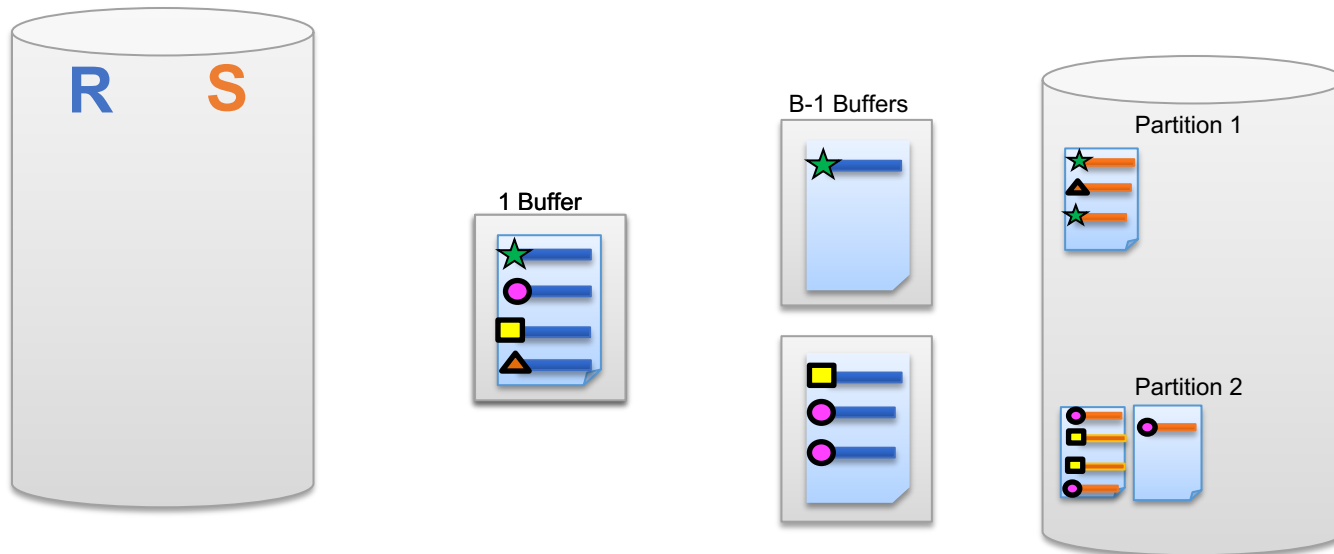 R S
B-1 Buffers
Partition 1
1 Buffer
Partition 2